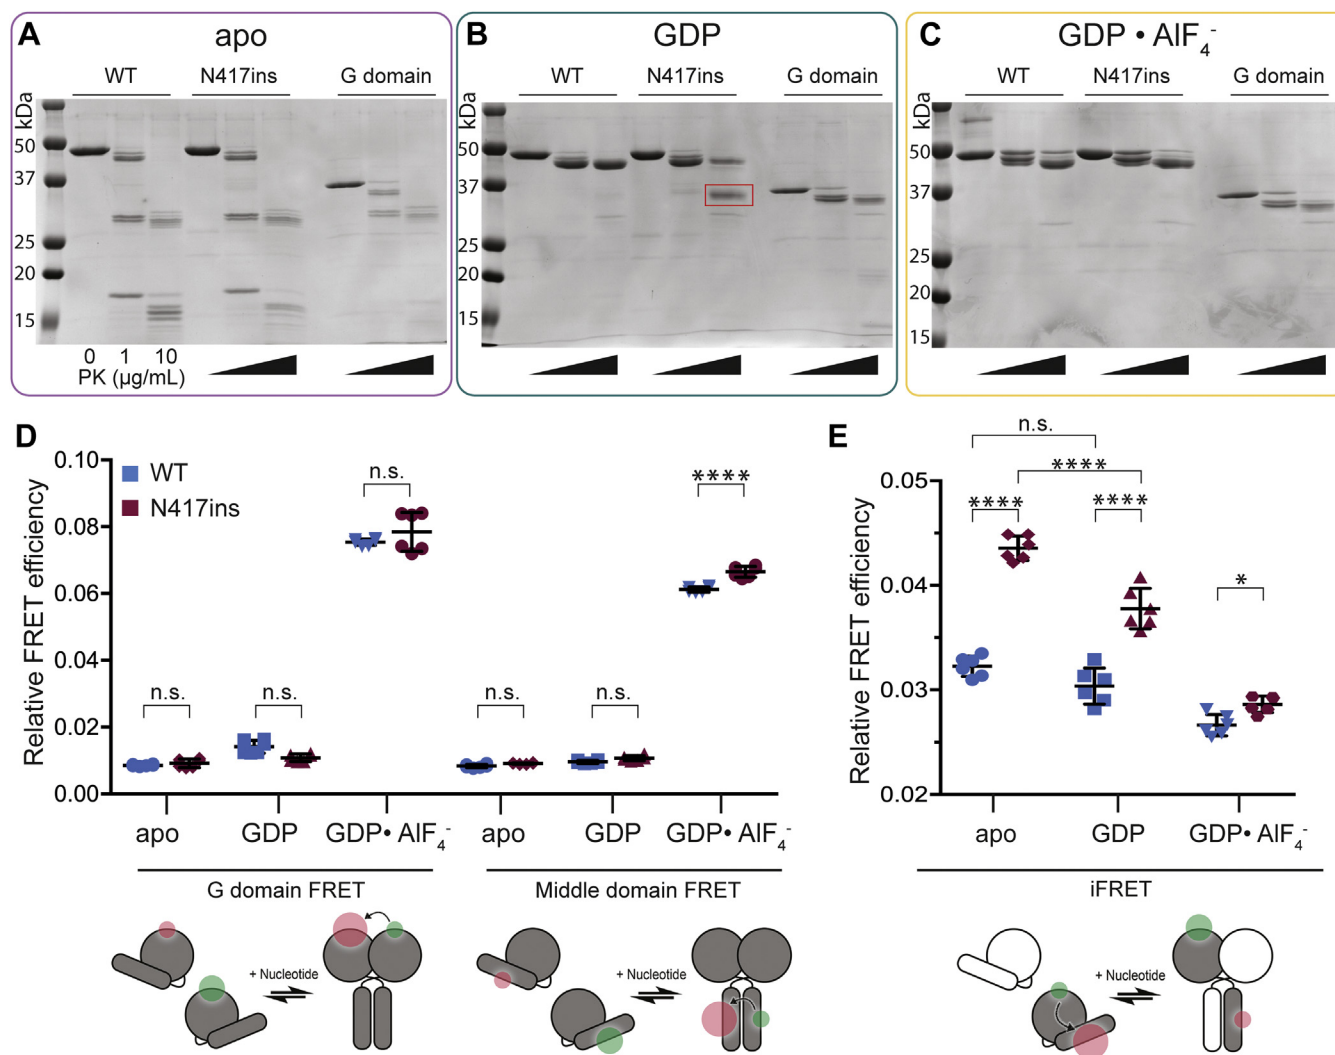 A
apo
WT N417ins G domain
kDa
50
37
25
20
15
0 1 10
PK (µg/mL)
B
GDP
WT N417ins G domain
kDa
50
37
25
20
15
C
GDP • AlF4-
WT N417ins G domain
kDa
50
37
25
20
15
D
Relative FRET efficiency
0.10
0.08
0.06
0.04
0.02
0.00
WT
N417ins
n.s.
n.s.
n.s.
n.s.
n.s.
****
apo GDP GDP• AlF4- apo GDP GDP• AlF4-
G domain FRET Middle domain FRET
+ Nucleotide
+ Nucleotide
E
Relative FRET efficiency
0.05
0.04
0.03
0.02
n.s.
****
**** ****
*
apo GDP GDP• AlF4-
iFRET
+ Nucleotide